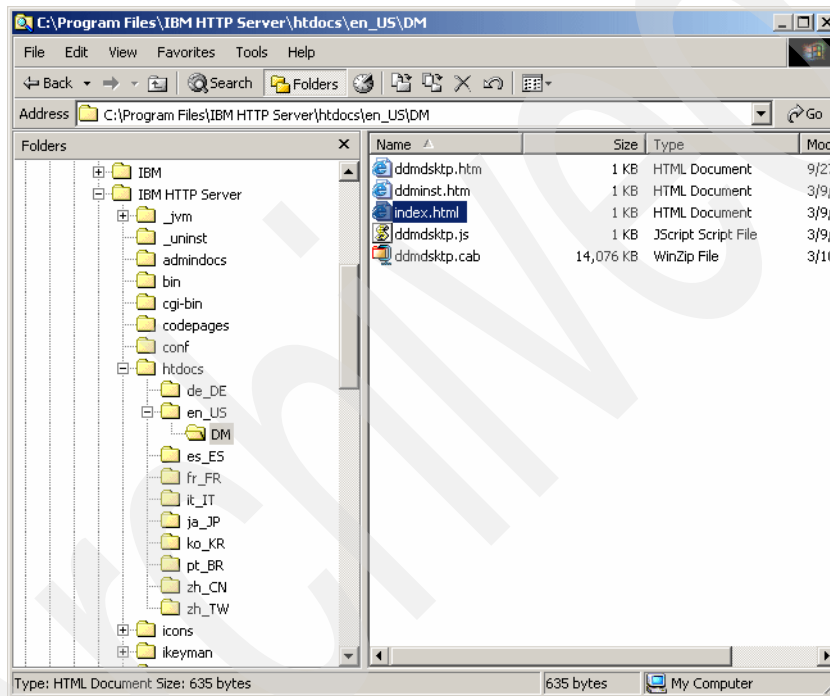 C:\Program Files\IBM HTTP Server\htdocs\en_US\DM
File Edit View Favorites Tools Help
Back Search Folders
Address C:\Program Files\IBM HTTP Server\htdocs\en_US\DM Go
Folders
IBM
IBM HTTP Server
_jvm
_uninst
admindocs
bin
cgi-bin
codepages
conf
htdocs
de_DE
en_US
DM
es_ES
fr_FR
it_IT
ja_JP
ko_KR
pt_BR
zh_CN
zh_TW
icons
ikeyman
Name Size Type Moc
ddmdsktp.htm 1 KB HTML Document 9/27
ddminst.htm 1 KB HTML Document 3/9/
index.html 1 KB HTML Document 3/9/
ddmdsktp.js 1 KB JScript Script File 3/9/
ddmdsktp.cab 14,076 KB WinZip File 3/10
Type: HTML Document Size: 635 bytes 635 bytes My Computer